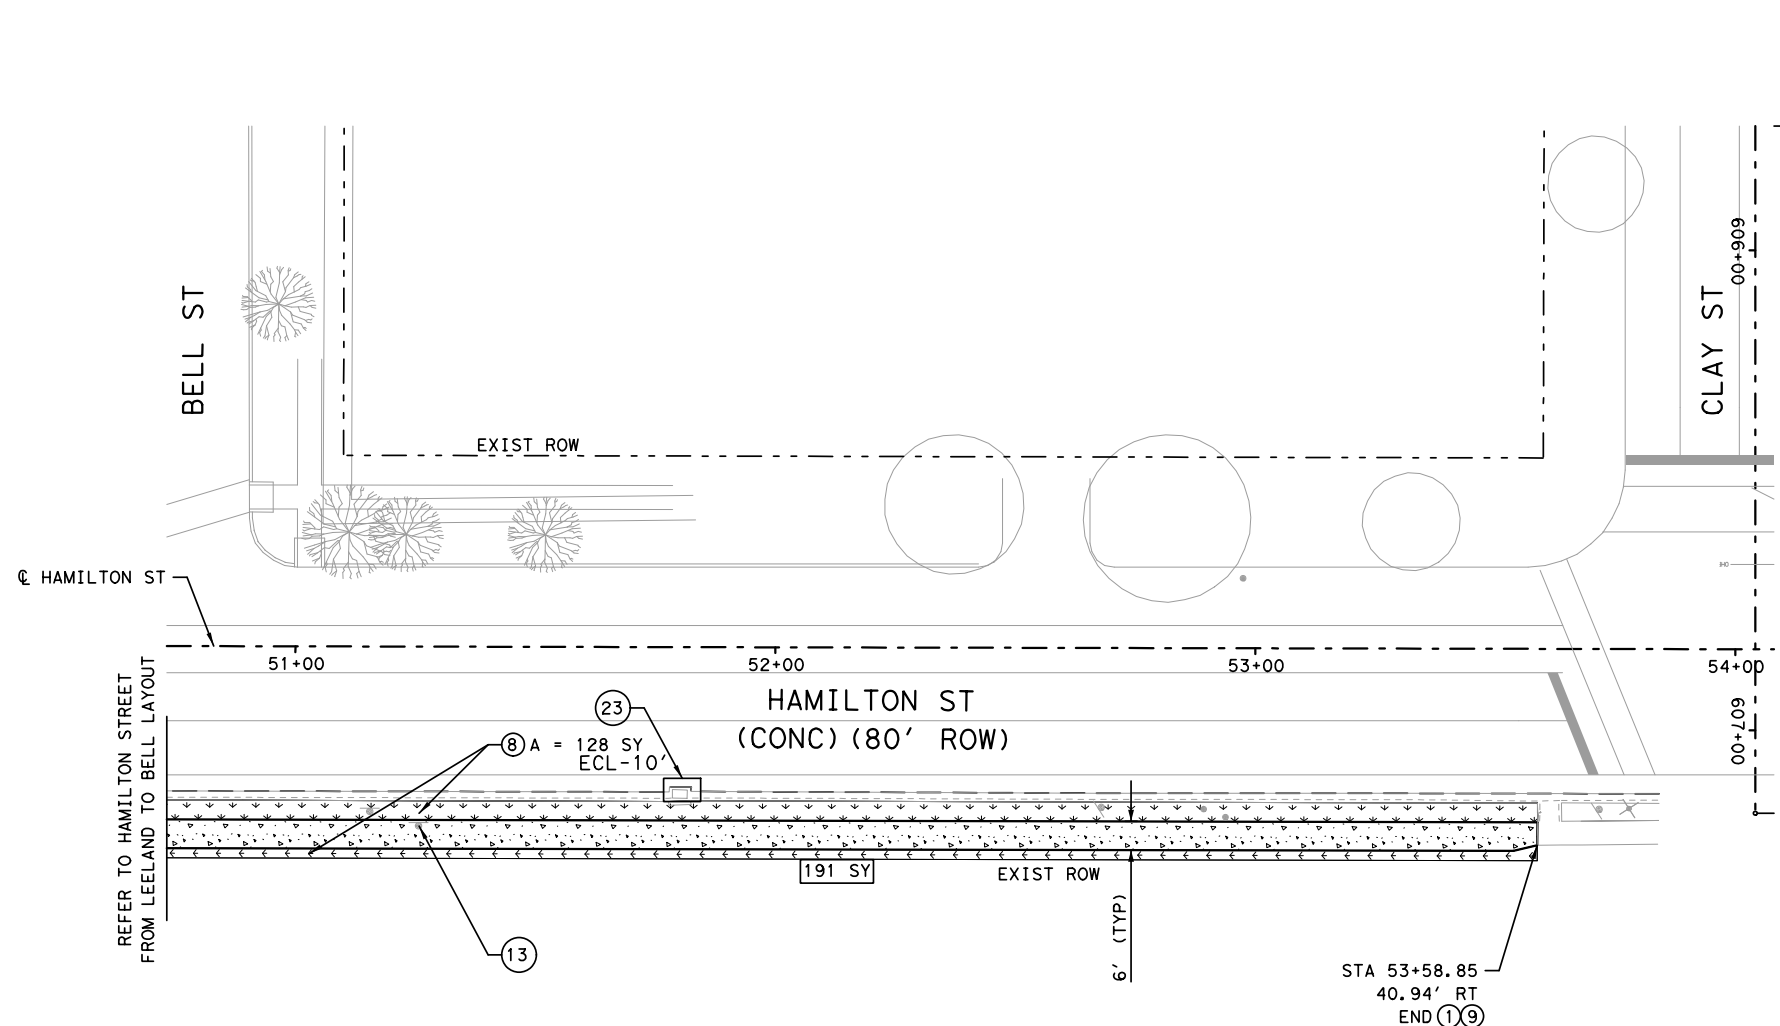 BELL ST
CLAY ST
606+00
EXIST ROW
℄ HAMILTON ST
OHE
51+00
52+00
53+00
54+00
REFER TO HAMILTON STREET
FROM LEELAND TO BELL LAYOUT
HAMILTON ST
(CONC)(80' ROW)
607+00
23
8 A = 128 SY
ECL-10'
191 SY
EXIST ROW
6' (TYP)
13
STA 53+58.85
40.94' RT
END 1 9